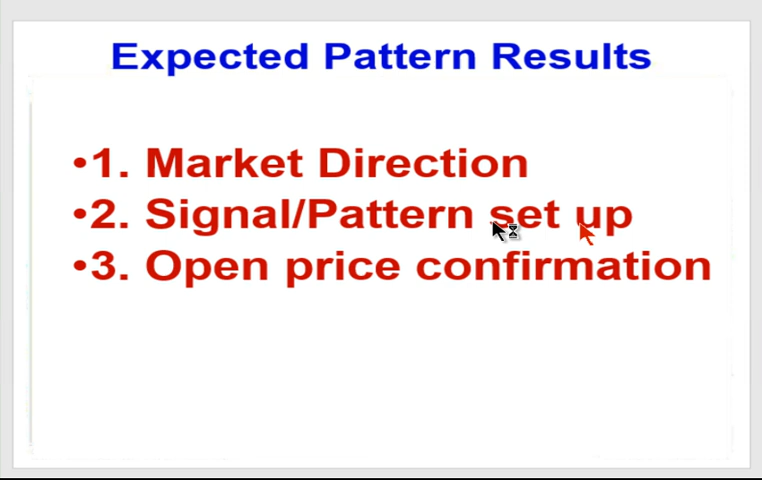 Expected Pattern Results
•1. Market Direction
•2. Signal/Pattern set up
•3. Open price confirmation